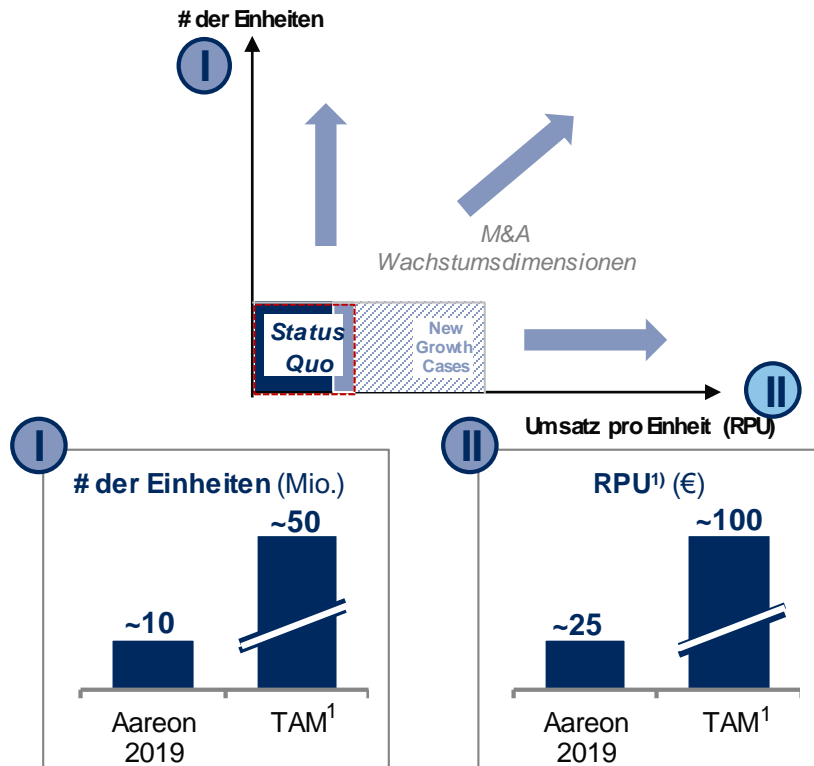 # der Einheiten
I
M&A
Wachstumsdimensionen
Status
Quo
New
Growth
Cases
II
Umsatz pro Einheit (RPU)
I
# der Einheiten (Mio.)
~50
~10
Aareon
2019
TAM¹
II
RPU¹⁾ (€)
~100
~25
Aareon
2019
TAM¹